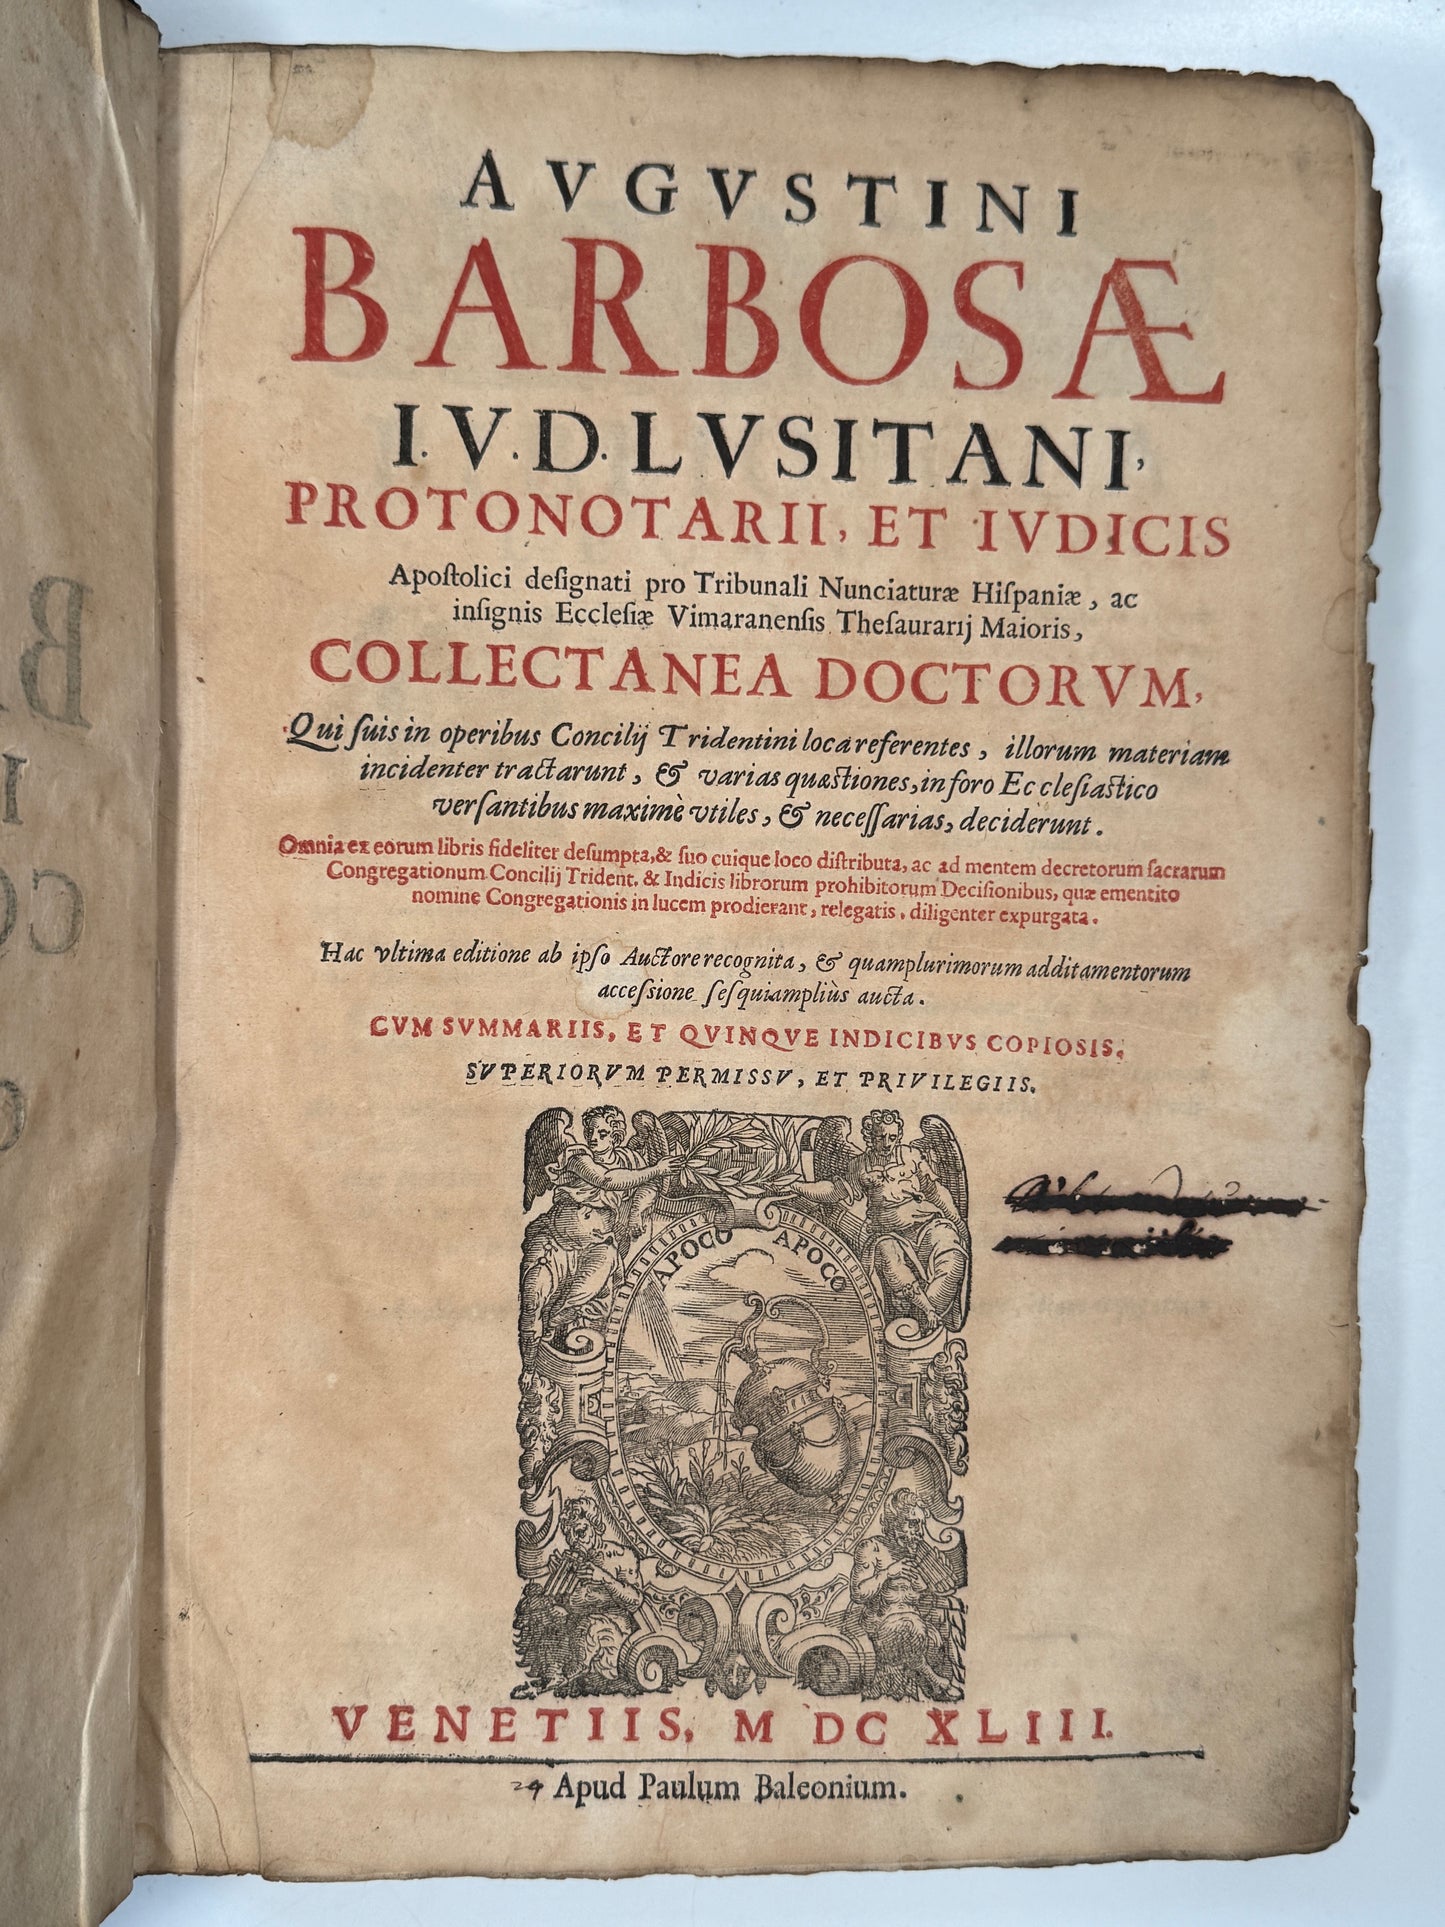 AVGVSTINI
BARBOSÆ
I.V.D.LVSITANI,
PROTONOTARII, ET IVDICIS
Apoſtolici deſignati pro Tribunali Nunciaturæ Hiſpaniæ, ac
inſignis Eccleſiæ Vimaranenſis Theſaurarij Maioris,
COLLECTANEA DOCTORVM,
Qui ſuis in operibus Concilij Tridentini loca referentes, illorum materiam
incidenter tractarunt, & varias quæſtiones, in foro Eccleſiaſtico
verſantibus maximè vtiles, & neceſſarias, deciderunt.
Omnia ex eorum libris fideliter deſumpta, & ſuo cuique loco diſtributa, ac ad mentem decretorum ſacrarum
Congregationum Concilij Trident. & Indicis librorum prohibitorum Deciſionibus, quæ ementito
nomine Congregationis in lucem prodierant, relegatis, diligenter expurgata.
Hac vltima editione ab ipſo Auctore recognita, & quamplurimorum additamentorum
acceſſione ſeſquiampliùs aucta.
CVM SVMMARIIS, ET QVINQVE INDICIBVS COPIOSIS.
SVPERIORVM PERMISSV, ET PRIVILEGIIS.
APOCO APOCO
VENETIIS, M DC XLIII.
29 Apud Paulum Baleonium.